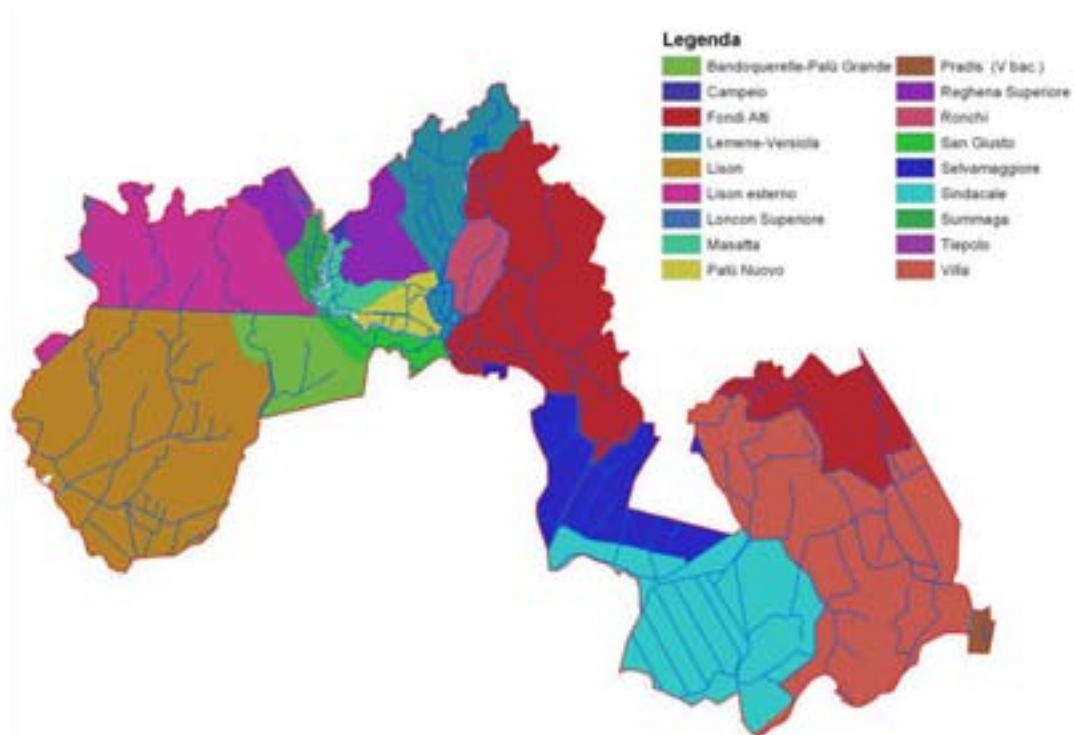 Legenda
Bandoquerelle-Palù Grande
Campeio
Fondi Alti
Lemene-Versiola
Lison
Lison esterno
Loncon Superiore
Masatta
Palù Nuovo
Pradis (V bac.)
Reghena Superiore
Ronchi
San Giusto
Selvamaggiore
Sindacale
Summaga
Tiepolo
Villa